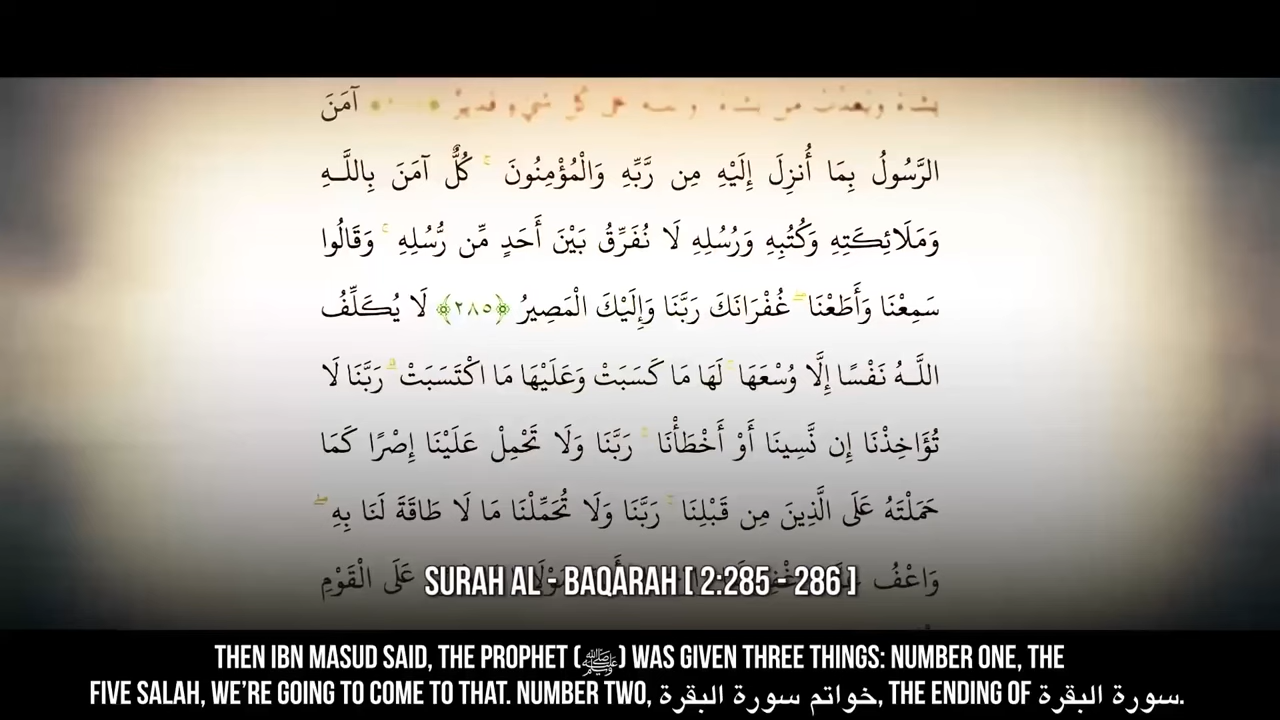 آمَنَ
الرَّسُولُ بِمَا أُنزِلَ إِلَيْهِ مِن رَّبِّهِ وَالْمُؤْمِنُونَ ۚ كُلٌّ آمَنَ بِاللَّـهِ
وَمَلَائِكَتِهِ وَكُتُبِهِ وَرُسُلِهِ لَا نُفَرِّقُ بَيْنَ أَحَدٍ مِّن رُّسُلِهِ ۚ وَقَالُوا
سَمِعْنَا وَأَطَعْنَا ۖ غُفْرَانَكَ رَبَّنَا وَإِلَيْكَ الْمَصِيرُ ﴿٢٨٥﴾ لَا يُكَلِّفُ
اللَّـهُ نَفْسًا إِلَّا وُسْعَهَا ۚ لَهَا مَا كَسَبَتْ وَعَلَيْهَا مَا اكْتَسَبَتْ ۗ رَبَّنَا لَا
تُؤَاخِذْنَا إِن نَّسِينَا أَوْ أَخْطَأْنَا ۚ رَبَّنَا وَلَا تَحْمِلْ عَلَيْنَا إِصْرًا كَمَا
حَمَلْتَهُ عَلَى الَّذِينَ مِن قَبْلِنَا ۚ رَبَّنَا وَلَا تُحَمِّلْنَا مَا لَا طَاقَةَ لَنَا بِهِ ۖ
وَاعْفُ عَلَى الْقَوْمِ
SURAH AL - BAQARAH [ 2:285 - 286 ]
THEN IBN MASUD SAID, THE PROPHET (ﷺ) WAS GIVEN THREE THINGS: NUMBER ONE, THE
FIVE SALAH, WE'RE GOING TO COME TO THAT. NUMBER TWO, خواتم سورة البقرة, THE ENDING OF سورة البقرة.